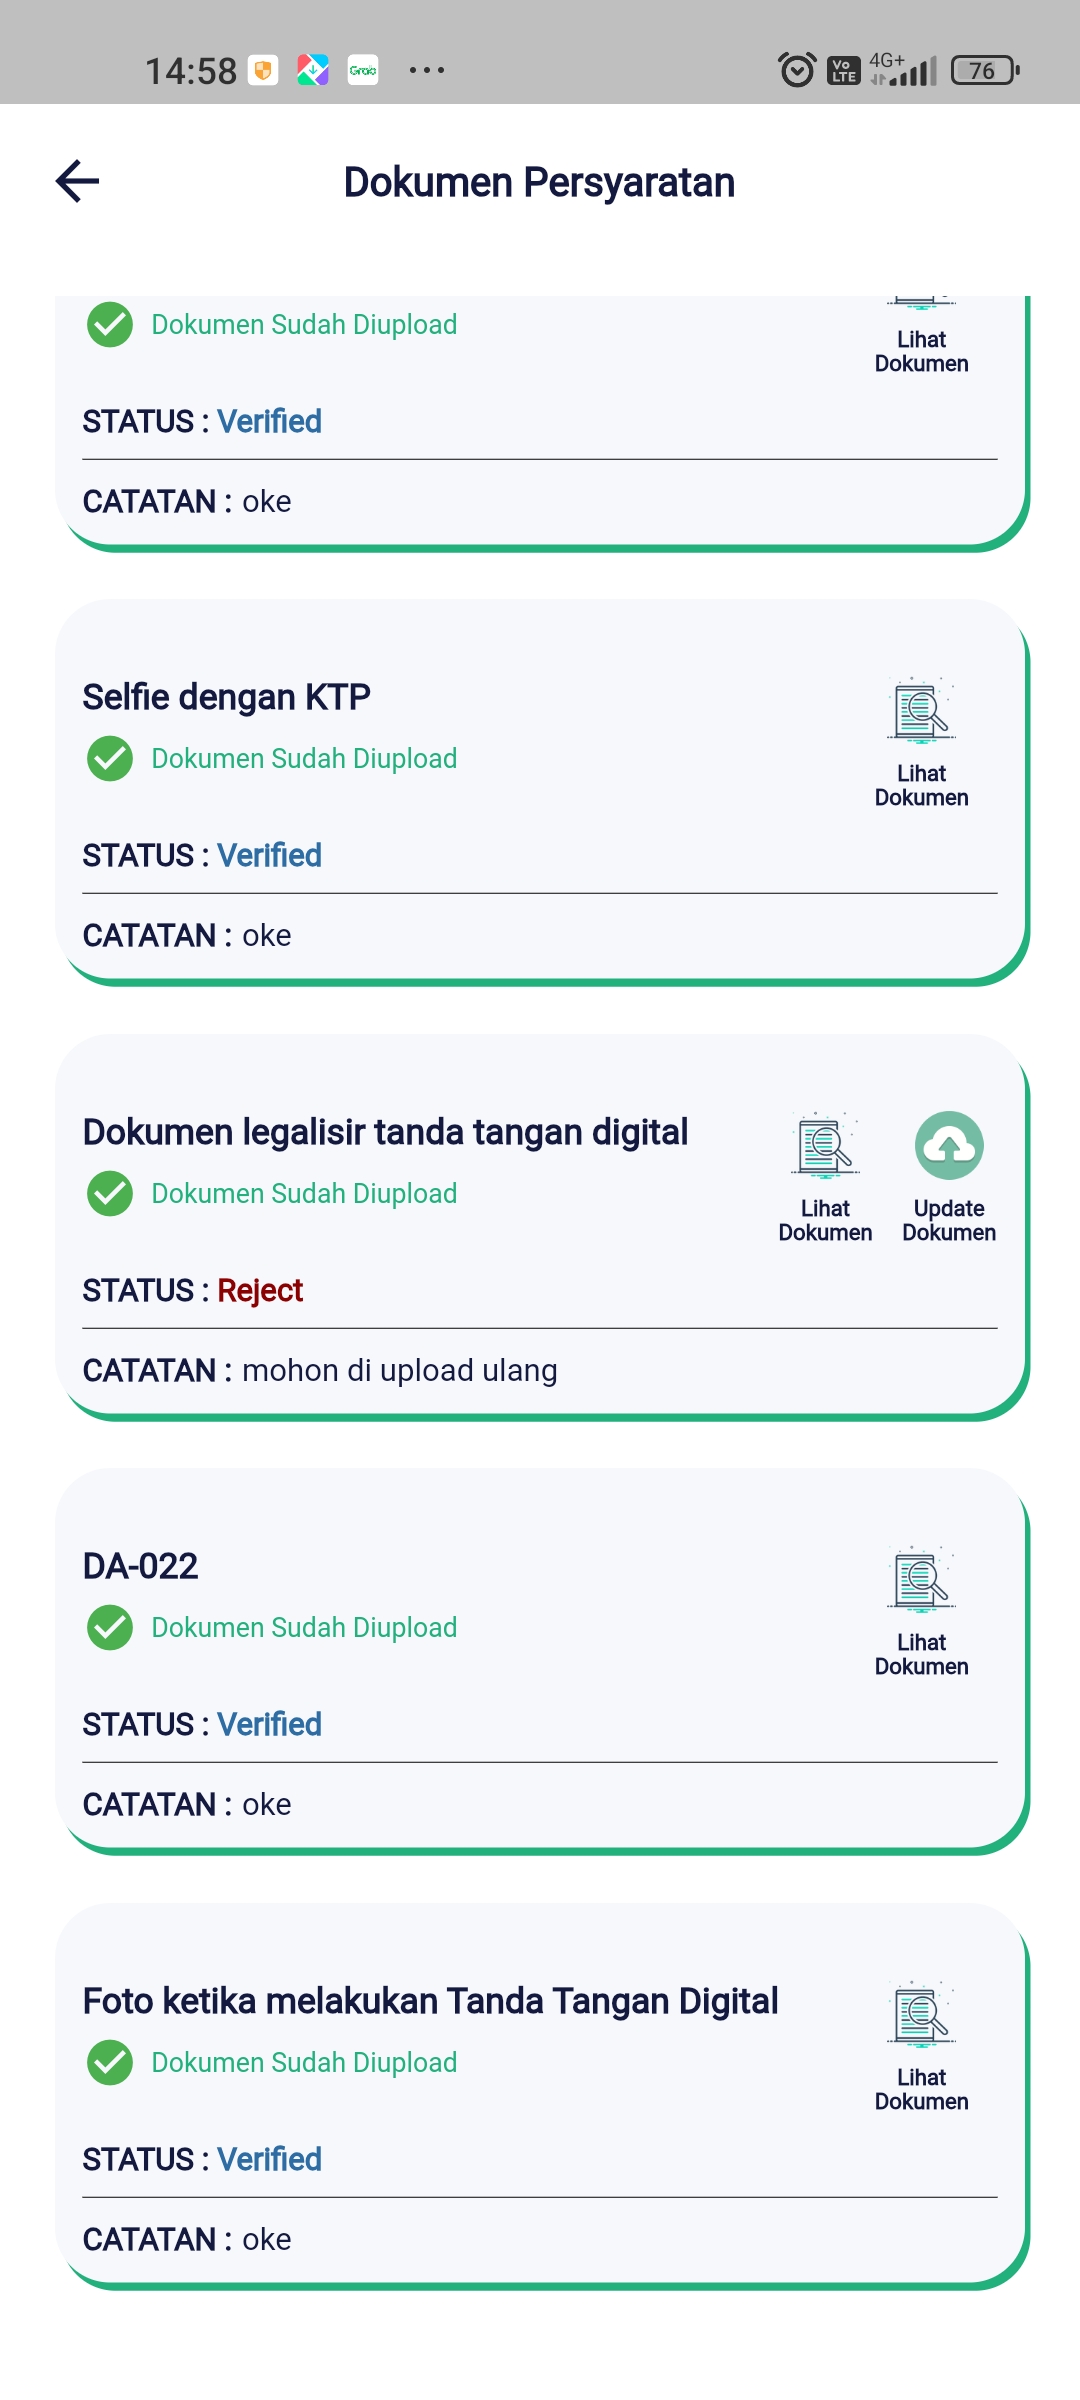 14:58 Grab ... Vo LTE 4G+ 76
Dokumen Persyaratan
Dokumen Sudah Diupload
Lihat
Dokumen
STATUS : Verified
CATATAN : oke
Selfie dengan KTP
Dokumen Sudah Diupload
Lihat
Dokumen
STATUS : Verified
CATATAN : oke
Dokumen legalisir tanda tangan digital
Dokumen Sudah Diupload
Lihat
Dokumen
Update
Dokumen
STATUS : Reject
CATATAN : mohon di upload ulang
DA-022
Dokumen Sudah Diupload
Lihat
Dokumen
STATUS : Verified
CATATAN : oke
Foto ketika melakukan Tanda Tangan Digital
Dokumen Sudah Diupload
Lihat
Dokumen
STATUS : Verified
CATATAN : oke